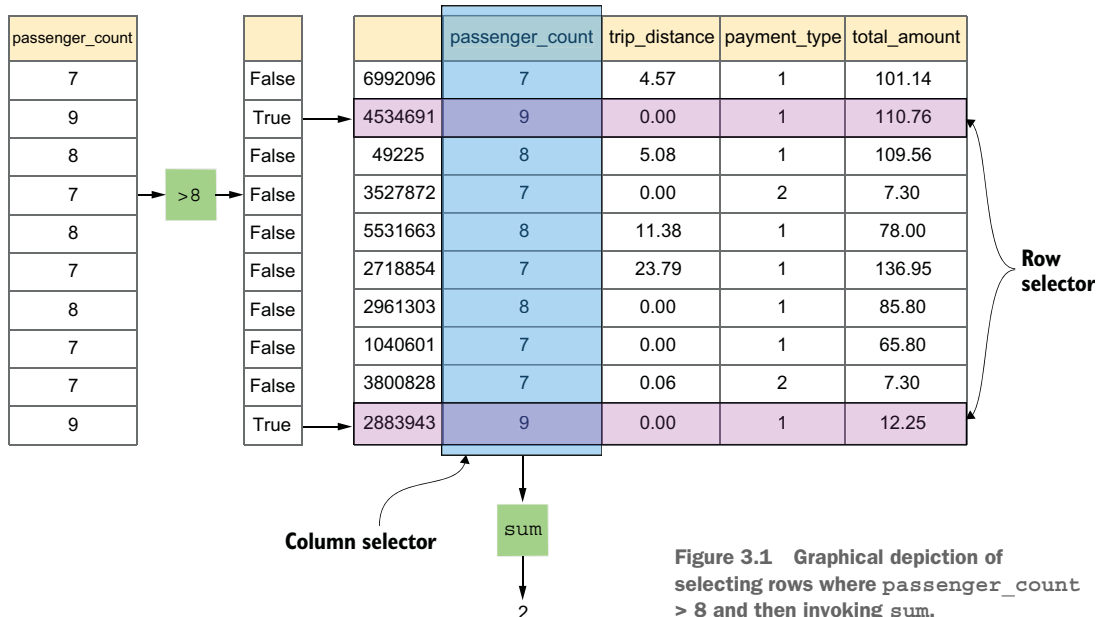 passenger_count
7
9
8
7
8
7
8
7
7
9
>8
False
True
False
False
False
False
False
False
False
True
passenger_count trip_distance payment_type total_amount
6992096 7 4.57 1 101.14
4534691 9 0.00 1 110.76
49225 8 5.08 1 109.56
3527872 7 0.00 2 7.30
5531663 8 11.38 1 78.00
2718854 7 23.79 1 136.95
2961303 8 0.00 1 85.80
1040601 7 0.00 1 65.80
3800828 7 0.06 2 7.30
2883943 9 0.00 1 12.25
Row
selector
Column selector
sum
2
Figure 3.1 Graphical depiction of
selecting rows where passenger_count
> 8 and then invoking sum.